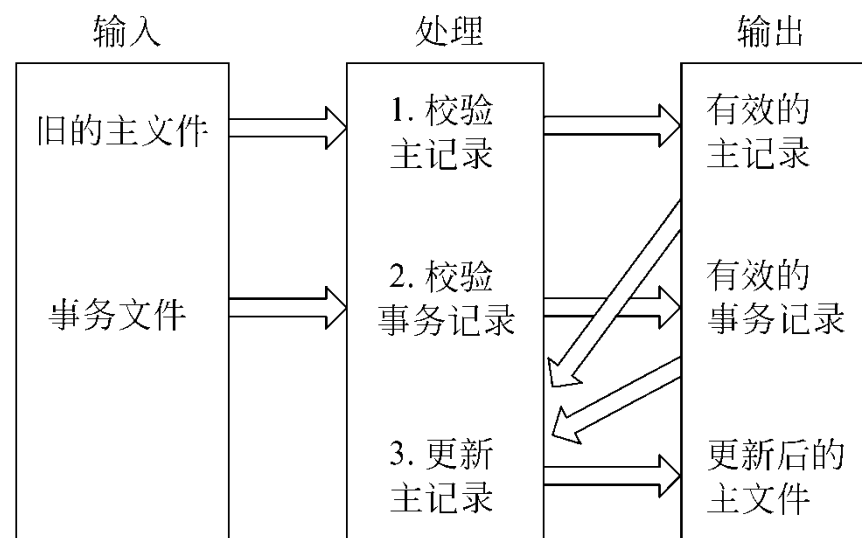 输入
处理
输出
旧的主文件
1. 校验
主记录
有效的
主记录
事务文件
2. 校验
事务记录
有效的
事务记录
3. 更新
主记录
更新后的
主文件